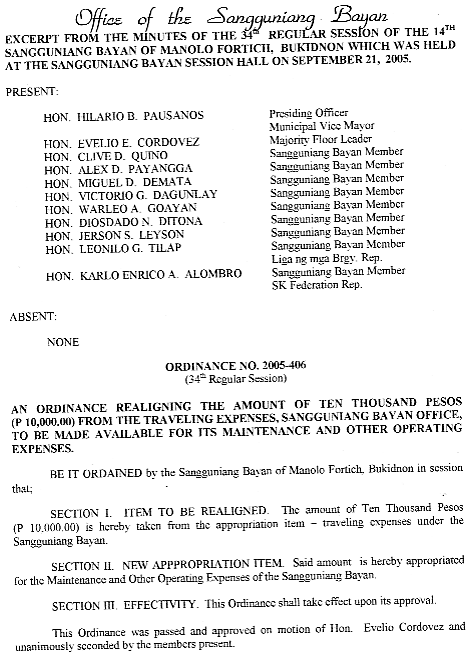 Office of the Sangguniang Bayan
EXCERPT FROM THE MINUTES OF THE 34th REGULAR SESSION OF THE 14TH
SANGGUNIANG BAYAN OF MANOLO FORTICH, BUKIDNON WHICH WAS HELD
AT THE SANGGUNIANG BAYAN SESSION HALL ON SEPTEMBER 21, 2005.
PRESENT:
HON. HILARIO B. PAUSANOS Presiding Officer
Municipal Vice Mayor
HON. EVELIO E. CORDOVEZ Majority Floor Leader
HON. CLIVE D. QUINO Sangguniang Bayan Member
HON. ALEX D. PAYANGGA Sangguniang Bayan Member
HON. MIGUEL D. DEMATA Sangguniang Bayan Member
HON. VICTORIO G. DAGUNLAY Sangguniang Bayan Member
HON. WARLEO A. GOAYAN Sangguniang Bayan Member
HON. DIOSDADO N. DITONA Sangguniang Bayan Member
HON. JERSON S. LEYSON Sangguniang Bayan Member
HON. LEONILO G. TILAP Sangguniang Bayan Member
Liga ng mga Brgy. Rep.
HON. KARLO ENRICO A. ALOMBRO Sangguniang Bayan Member
SK Federation Rep.
ABSENT:
NONE
ORDINANCE NO. 2005-406
(34th Regular Session)
AN ORDINANCE REALIGNING THE AMOUNT OF TEN THOUSAND PESOS
(P 10,000.00) FROM THE TRAVELING EXPENSES, SANGGUNIANG BAYAN OFFICE,
TO BE MADE AVAILABLE FOR ITS MAINTENANCE AND OTHER OPERATING
EXPENSES.
BE IT ORDAINED by the Sangguniang Bayan of Manolo Fortich, Bukidnon in session
that;
SECTION I. ITEM TO BE REALIGNED. The amount of Ten Thousand Pesos
(P 10,000.00) is hereby taken from the appropriation item – traveling expenses under the
Sangguniang Bayan.
SECTION II. NEW APPPROPRIATION ITEM. Said amount is hereby appropriated
for the Maintenance and Other Operating Expenses of the Sangguniang Bayan.
SECTION III. EFFECTIVITY. This Ordinance shall take effect upon its approval.
This Ordinance was passed and approved on motion of Hon. Evelio Cordovez and
unanimously seconded by the members present.